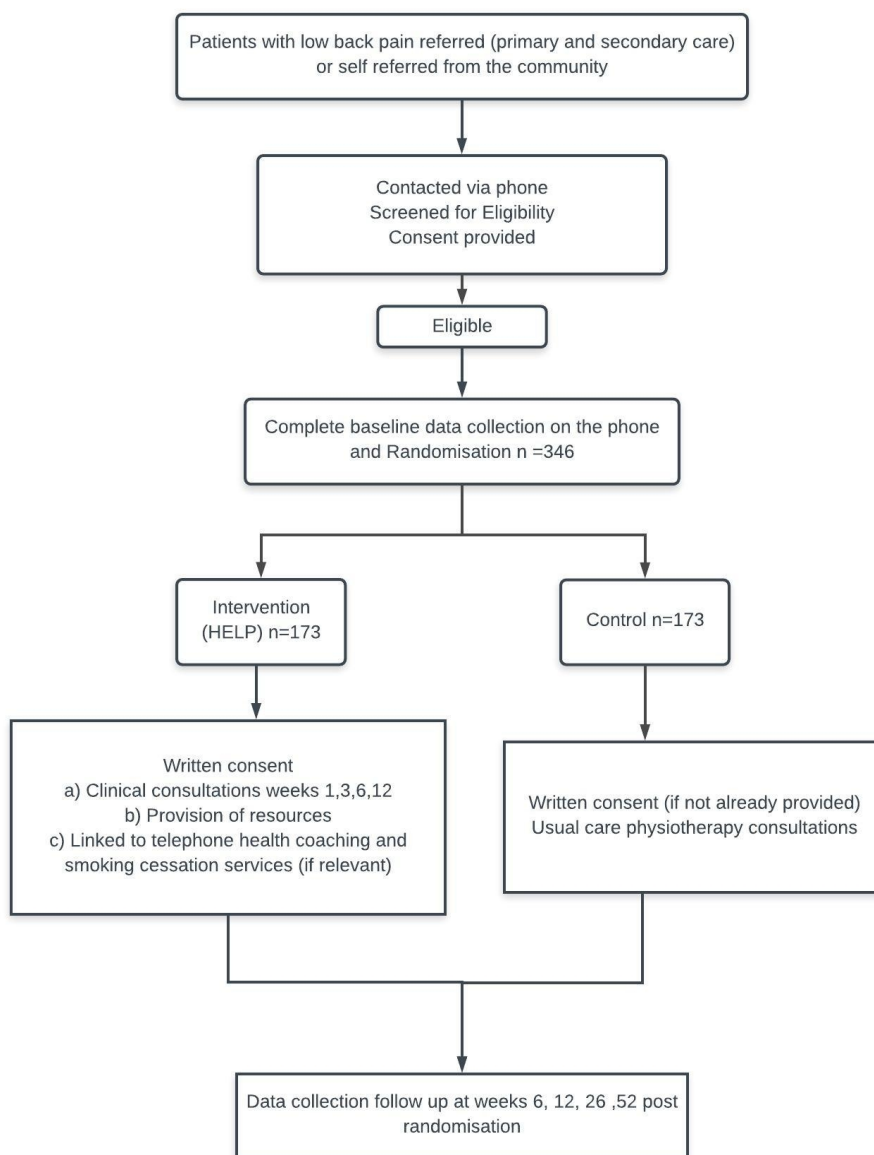 Patients with low back pain referred (primary and secondary care)
or self referred from the community
Contacted via phone
Screened for Eligibility
Consent provided
Eligible
Complete baseline data collection on the phone
and Randomisation n =346
Intervention
(HELP) n=173
Control n=173
Written consent
a) Clinical consultations weeks 1,3,6,12
b) Provision of resources
c) Linked to telephone health coaching and
smoking cessation services (if relevant)
Written consent (if not already provided)
Usual care physiotherapy consultations
Data collection follow up at weeks 6, 12, 26 ,52 post
randomisation